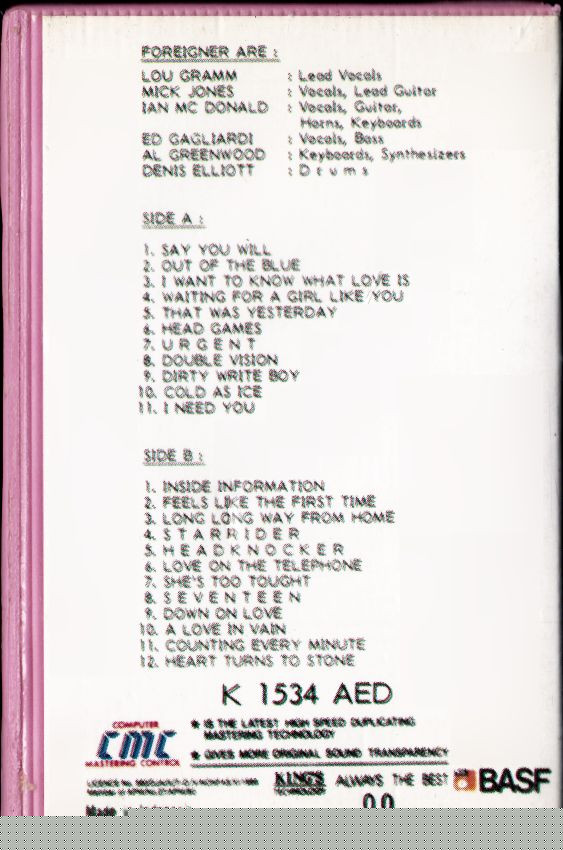 FOREIGNER ARE :
LOU GRAMM : Lead Vocals
MICK JONES : Vocals, Lead Guitar
IAN MC DONALD : Vocals, Guitar,
Horns, Keyboards
ED GAGLIARDI : Vocals, Bass
AL GREENWOOD : Keyboards, Synthesizers
DENIS ELLIOTT : D r u m s
SIDE A :
1. SAY YOU WILL
2. OUT OF THE BLUE
3. I WANT TO KNOW WHAT LOVE IS
4. WAITING FOR A GIRL LIKE YOU
5. THAT WAS YESTERDAY
6. HEAD GAMES
7. U R G E N T
8. DOUBLE VISION
9. DIRTY WRITE BOY
10. COLD AS ICE
11. I NEED YOU
SIDE B :
1. INSIDE INFORMATION
2. FEELS LIKE THE FIRST TIME
3. LONG LONG WAY FROM HOME
4. S T A R R I D E R
5. H E A D K N O C K E R
6. LOVE ON THE TELEPHONE
7. SHE'S TOO TOUGHT
8. S E V E N T E E N
9. DOWN ON LOVE
10. A LOVE IN VAIN
11. COUNTING EVERY MINUTE
12. HEART TURNS TO STONE
K 1534 AED
COMPUTER
CMC
MASTERING CONTROL
★ IS THE LATEST HIGH SPEED DUPLICATING
MASTERING TECHNOLOGY
★ GIVES MORE ORIGINAL SOUND TRANSPARENCY
LICENCE No.
KING'S
TECHNOLOGY
ALWAYS THE BEST
BASF
Made